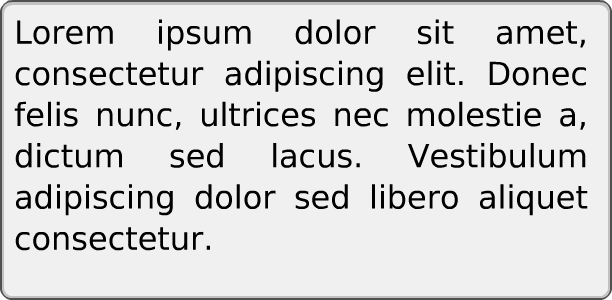 Lorem ipsum dolor sit amet,
consectetur adipiscing elit. Donec
felis nunc, ultrices nec molestie a,
dictum sed lacus. Vestibulum
adipiscing dolor sed libero aliquet
consectetur.